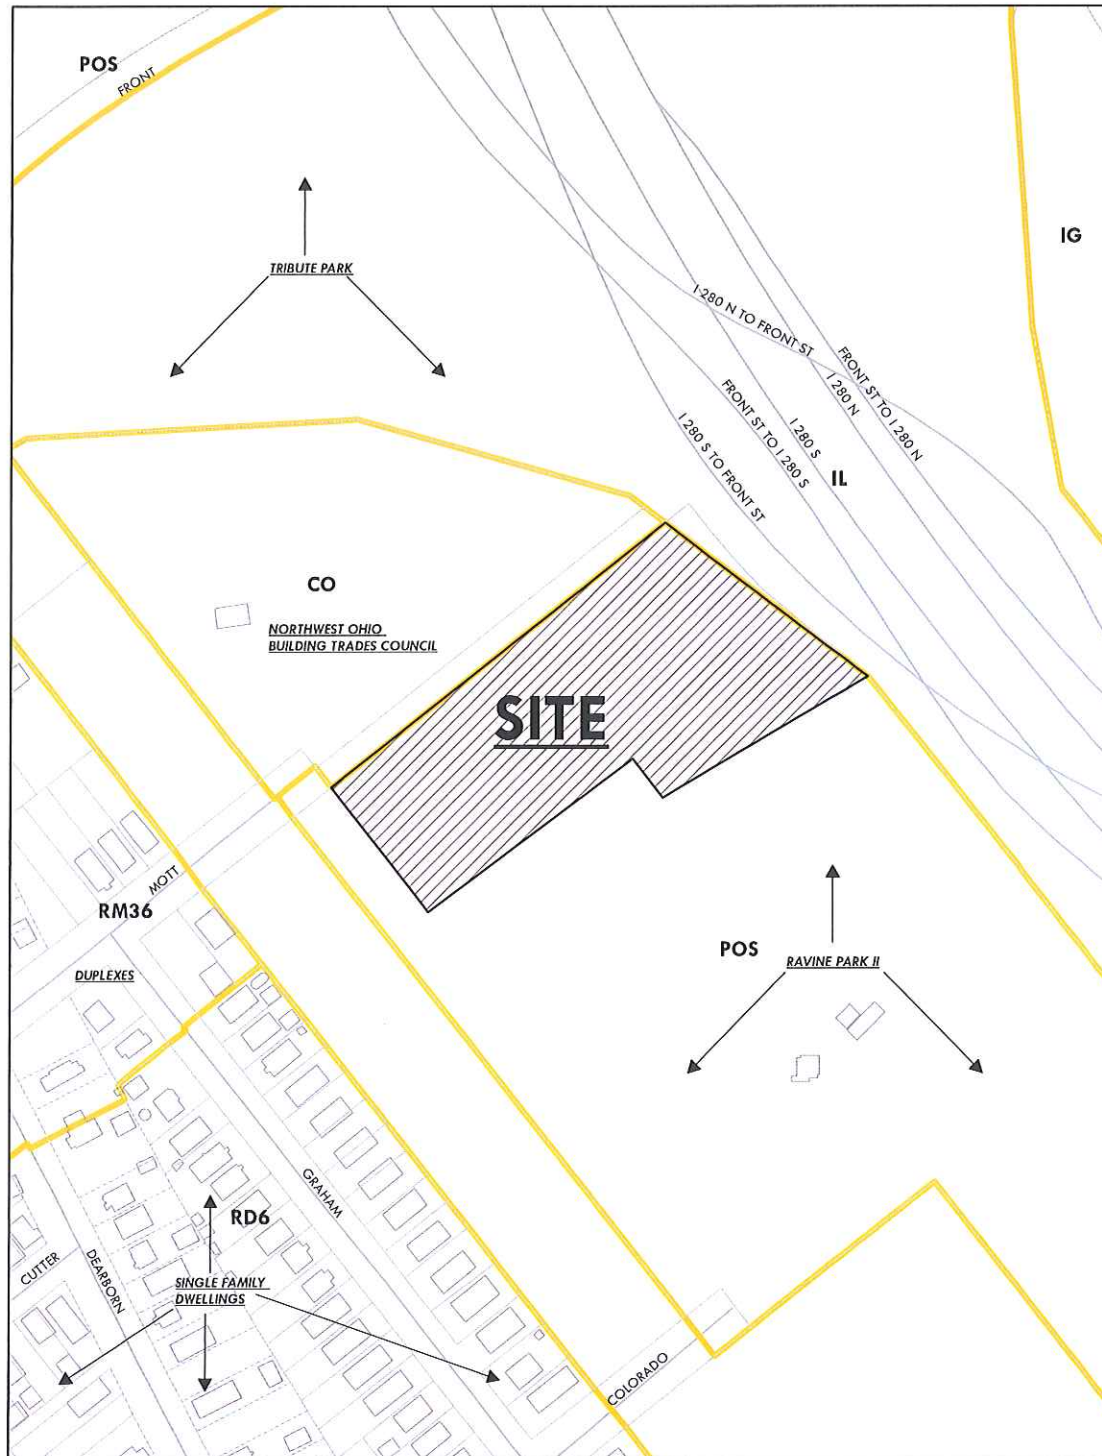 POS
FRONT
IG
TRIBUTE PARK
I 280 N TO FRONT ST
FRONT ST TO I 280 N
I 280 N
FRONT ST TO I 280 S
I 280 S
I 280 S TO FRONT ST
IL
CO
NORTHWEST OHIO
BUILDING TRADES COUNCIL
SITE
MOTT
RM36
DUPLEXES
POS
RAVINE PARK II
GRAHAM
RD6
CUTTER
DEARBORN
SINGLE FAMILY
DWELLINGS
COLORADO